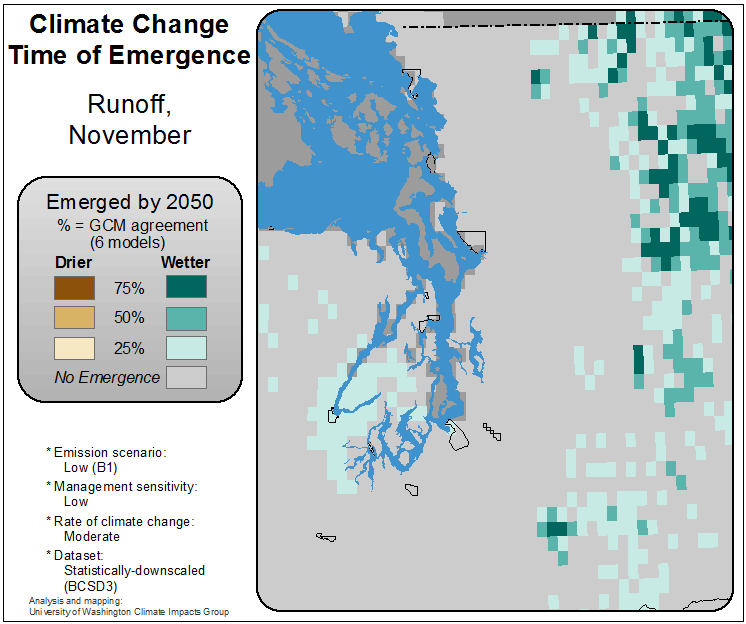 Climate Change
Time of Emergence
Runoff,
November
Emerged by 2050
% = GCM agreement
(6 models)
Drier Wetter
75%
50%
25%
No Emergence
* Emission scenario:
Low (B1)
* Management sensitivity:
Low
* Rate of climate change:
Moderate
* Dataset:
Statistically-downscaled
(BCSD3)
Analysis and mapping:
University of Washington Climate Impacts Group